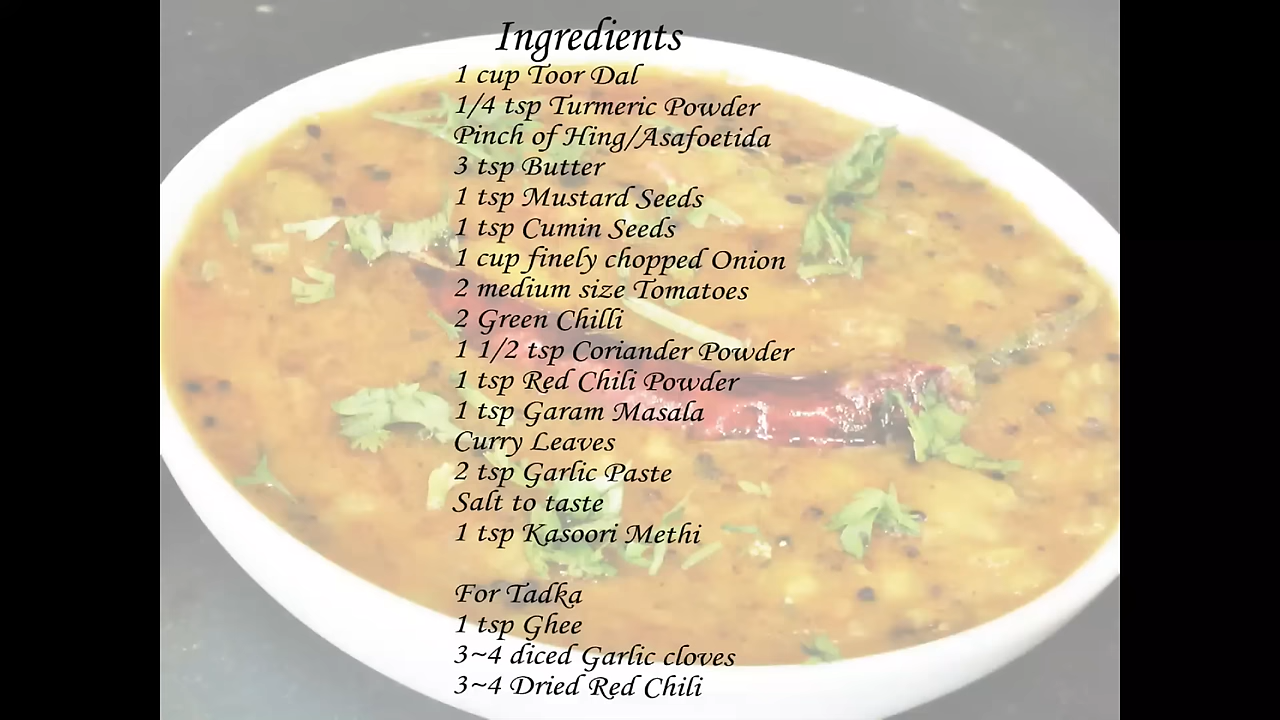 Ingredients
1 cup Toor Dal
1/4 tsp Turmeric Powder
Pinch of Hing/Asafoetida
3 tsp Butter
1 tsp Mustard Seeds
1 tsp Cumin Seeds
1 cup finely chopped Onion
2 medium size Tomatoes
2 Green Chilli
1 1/2 tsp Coriander Powder
1 tsp Red Chili Powder
1 tsp Garam Masala
Curry Leaves
2 tsp Garlic Paste
Salt to taste
1 tsp Kasoori Methi
For Tadka
1 tsp Ghee
3~4 diced Garlic cloves
3~4 Dried Red Chili